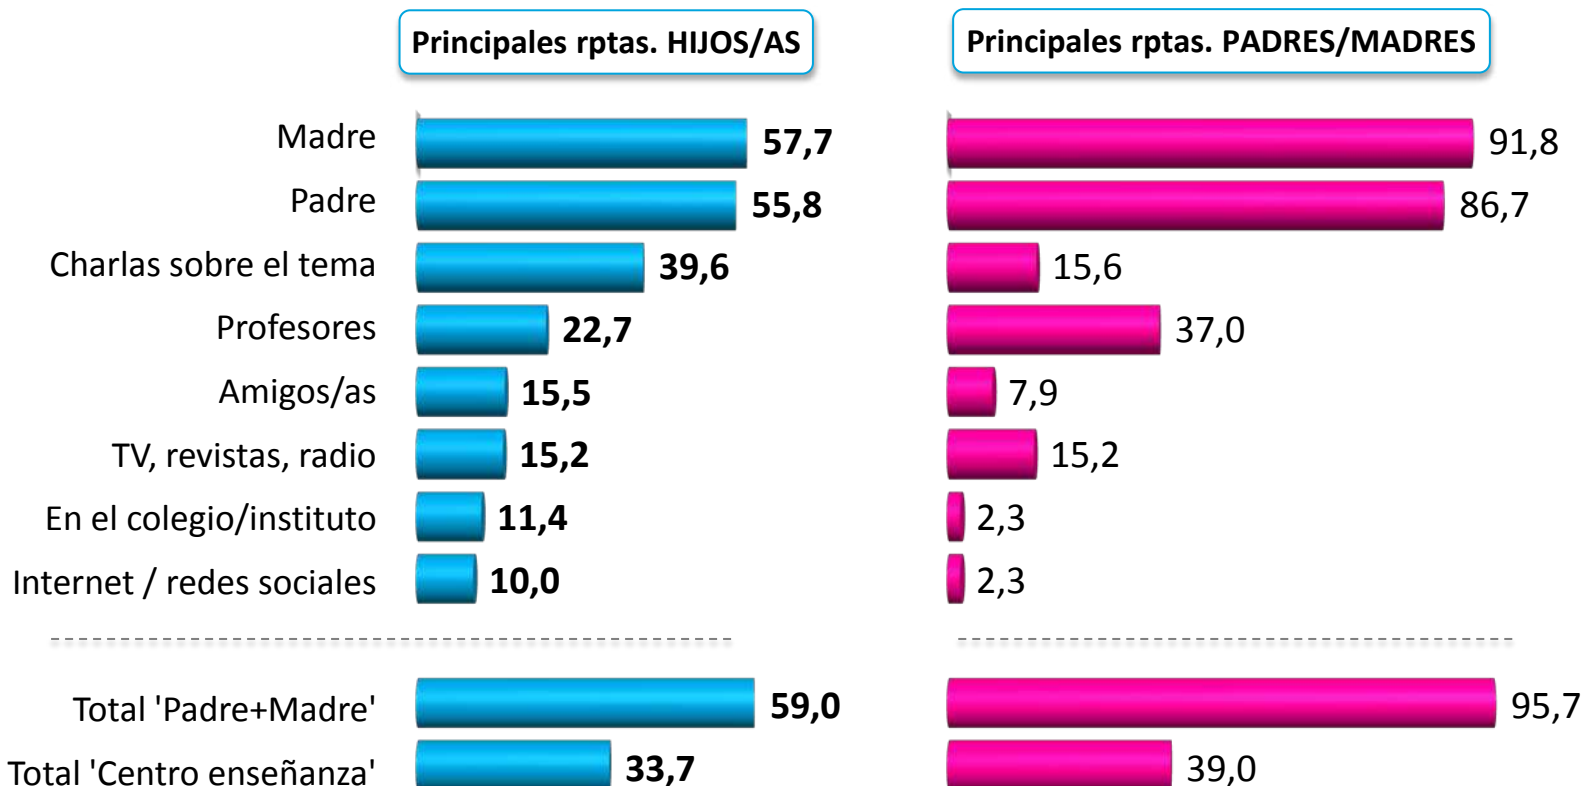 Principales rptas. HIJOS/AS Principales rptas. PADRES/MADRES
Madre 57,7 91,8
Padre 55,8 86,7
Charlas sobre el tema 39,6 15,6
Profesores 22,7 37,0
Amigos/as 15,5 7,9
TV, revistas, radio 15,2 15,2
En el colegio/instituto 11,4 2,3
Internet / redes sociales 10,0 2,3
Total 'Padre+Madre' 59,0 95,7
Total 'Centro enseñanza' 33,7 39,0